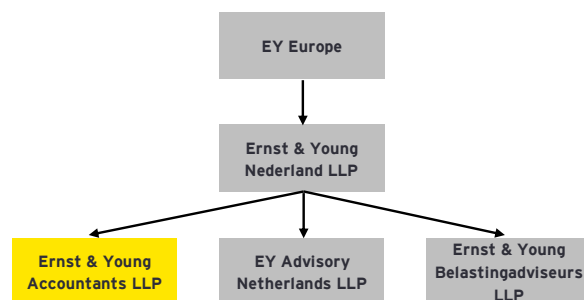 EY Europe
Ernst & Young
Nederland LLP
Ernst & Young
Accountants LLP
EY Advisory
Netherlands LLP
Ernst & Young
Belastingadviseurs
LLP